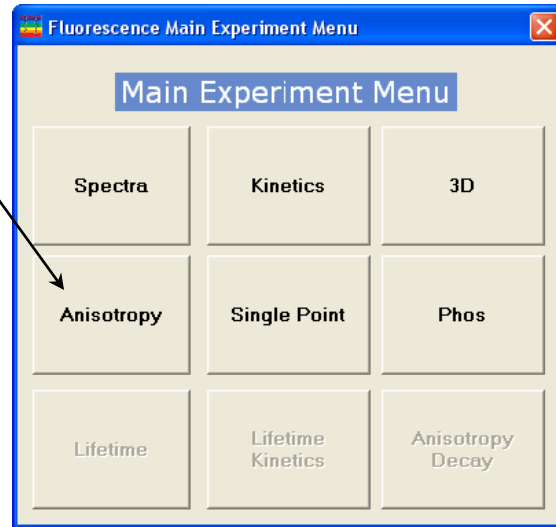 Fluorescence Main Experiment Menu
Main Experiment Menu
Spectra
Kinetics
3D
Anisotropy
Single Point
Phos
Lifetime
Lifetime
Kinetics
Anisotropy
Decay